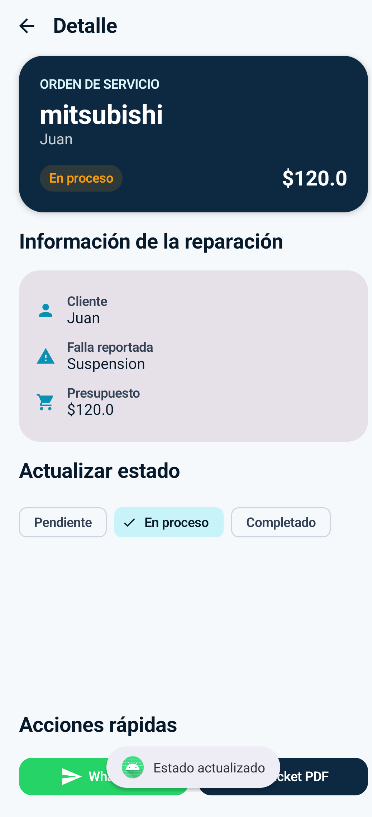 Detalle
ORDEN DE SERVICIO
mitsubishi
Juan
En proceso
$120.0
Información de la reparación
Cliente
Juan
Falla reportada
Suspension
Presupuesto
$120.0
Actualizar estado
Pendiente
En proceso
Completado
Acciones rápidas
Estado actualizado
PDF